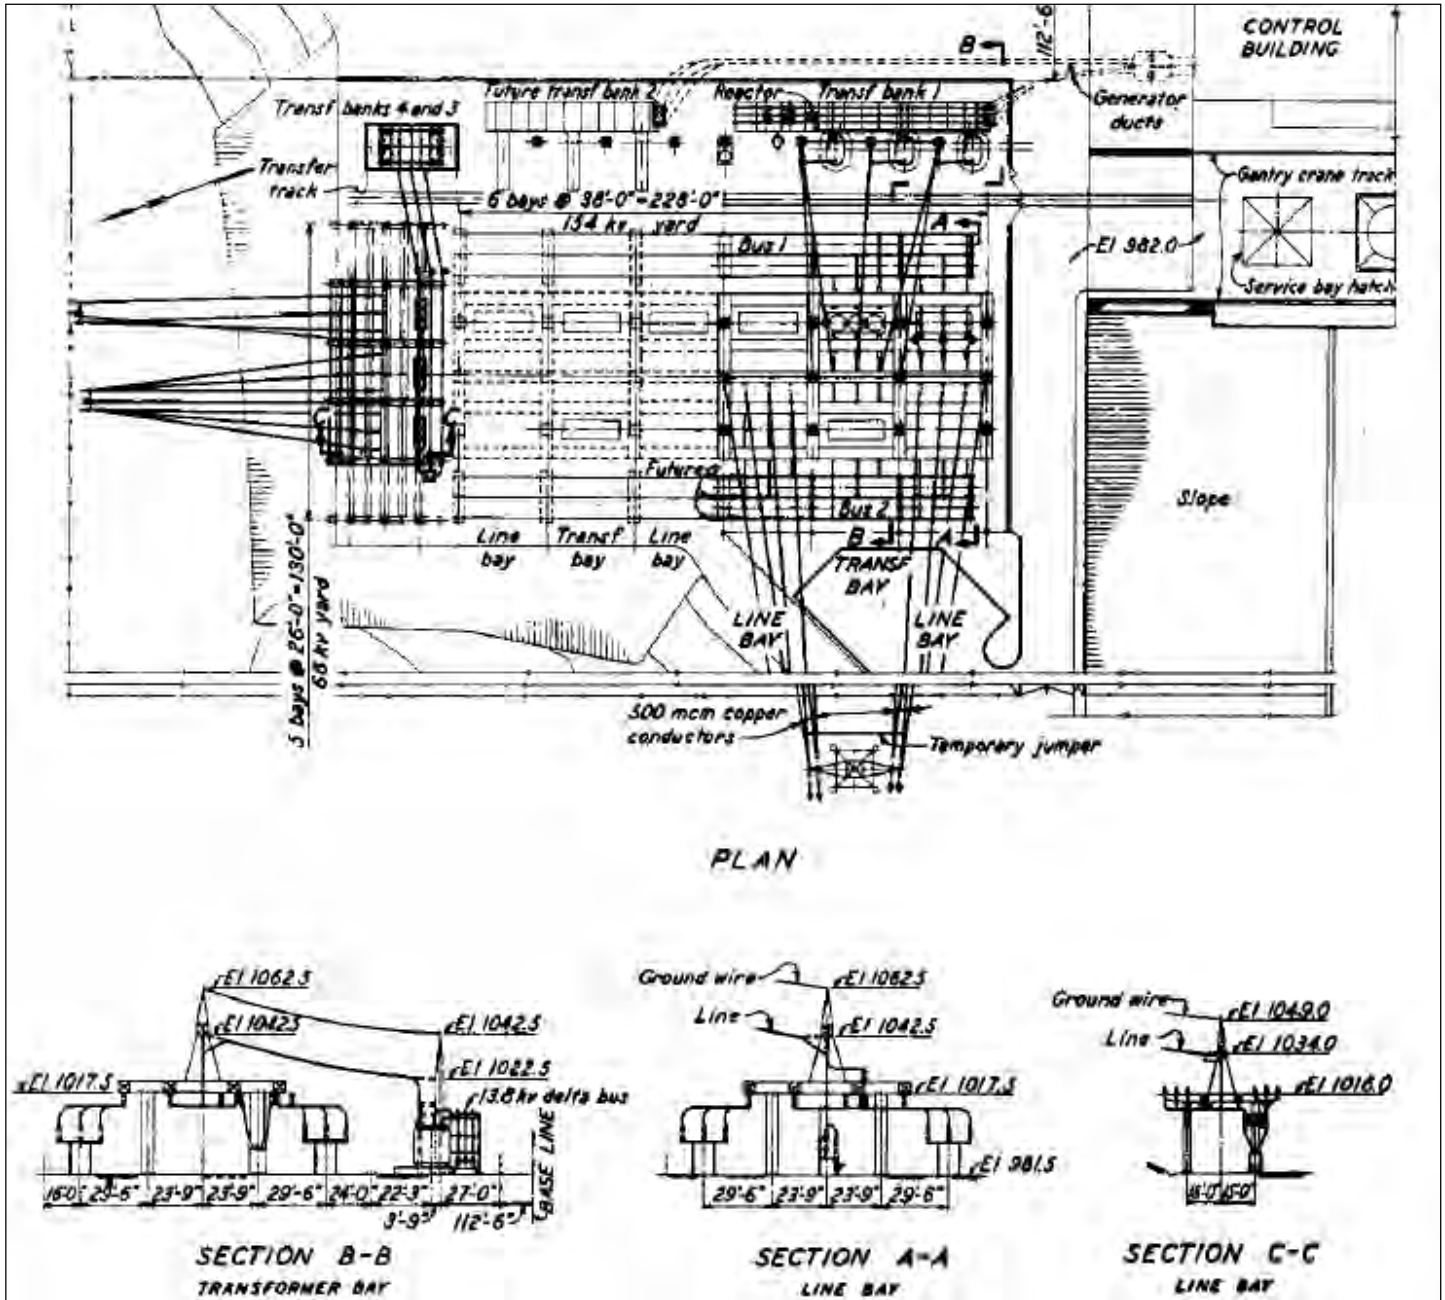 CONTROL
BUILDING
112'-6
B
Future transf bank 2
Reactor
Transf bank 1
Transf banks 4 and 3
Generator
ducts
Transfer
track
Gantry crane track
6 bays @ 38'-0"=228'-0"
154 kv yard
A
Bus 1
El 982.0
Service bay hatch
C
C
Future
Bus 2
Slope
Line
bay
Transf
bay
Line
bay
B
A
TRANSF
BAY
LINE
BAY
LINE
BAY
5 bays @ 26'-0"=130'-0"
66 kv yard
500 mcm copper
conductors
Temporary jumper
PLAN
El 1062.5
El 1042.5
El 1042.5
El 1022.5
El 1017.5
13.8 kv delta bus
BASE LINE
16'-0"
29'-6"
23'-9"
23'-9"
29'-6"
24'-0"
22'-3"
27'-0"
9'-9"
112'-6"
SECTION B-B
TRANSFORMER BAY
Ground wire
El 1062.5
Line
El 1042.5
El 1017.5
El 981.5
29'-6"
23'-9"
23'-9"
29'-6"
SECTION A-A
LINE BAY
Ground wire
El 1049.0
Line
El 1034.0
El 1016.0
15'-0"
SECTION C-C
LINE BAY